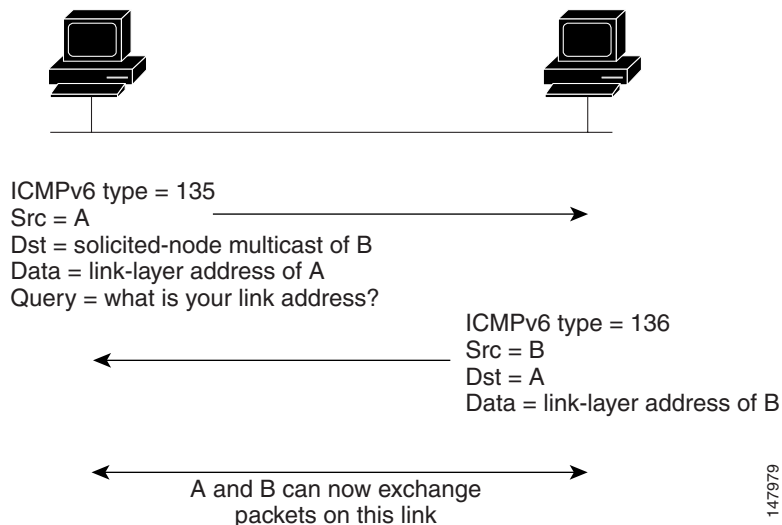 ICMPv6 type = 135
Src = A
Dst = solicited-node multicast of B
Data = link-layer address of A
Query = what is your link address?
ICMPv6 type = 136
Src = B
Dst = A
Data = link-layer address of B
A and B can now exchange
packets on this link
147979